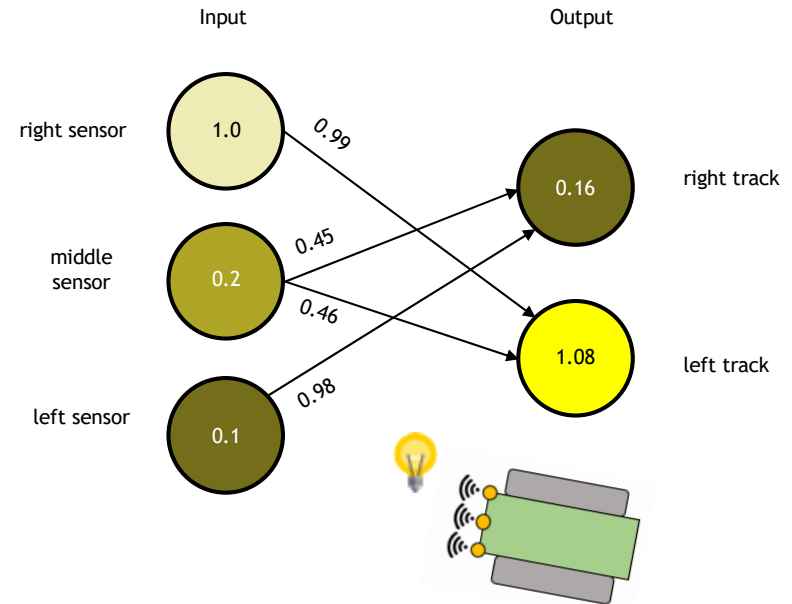 Input
Output
right sensor
1.0
0.99
0.16
right track
middle
sensor
0.2
0.45
0.46
1.08
left track
left sensor
0.1
0.98